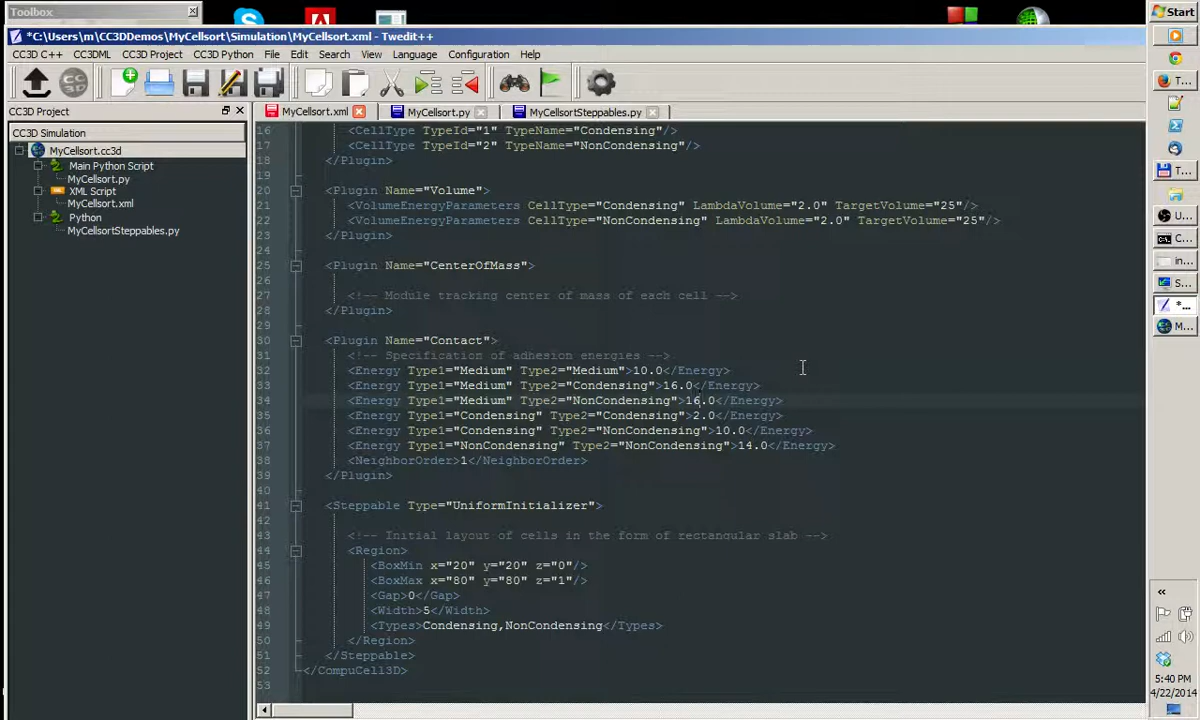 Toolbox
Start
*C:\Users\m\CC3DDemos\MyCellsort\Simulation\MyCellsort.xml - Twedit++
CC3D C++ CC3DML CC3D Project CC3D Python File Edit Search View Language Configuration Help
CC3D Project
MyCellsort.xml MyCellsort.py MyCellsortSteppables.py
CC3D Simulation
MyCellsort.cc3d
Main Python Script
MyCellsort.py
XML Script
MyCellsort.xml
Python
MyCellsortSteppables.py
16 <CellType TypeId="1" TypeName="Condensing"/>
17 <CellType TypeId="2" TypeName="NonCondensing"/>
18 </Plugin>
19
20 <Plugin Name="Volume">
21 <VolumeEnergyParameters CellType="Condensing" LambdaVolume="2.0" TargetVolume="25"/>
22 <VolumeEnergyParameters CellType="NonCondensing" LambdaVolume="2.0" TargetVolume="25"/>
23 </Plugin>
24
25 <Plugin Name="CenterOfMass">
26
27 <!-- Module tracking center of mass of each cell -->
28 </Plugin>
29
30 <Plugin Name="Contact">
31 <!-- Specification of adhesion energies -->
32 <Energy Type1="Medium" Type2="Medium">10.0</Energy>
33 <Energy Type1="Medium" Type2="Condensing">16.0</Energy>
34 <Energy Type1="Medium" Type2="NonCondensing">16.0</Energy>
35 <Energy Type1="Condensing" Type2="Condensing">2.0</Energy>
36 <Energy Type1="Condensing" Type2="NonCondensing">10.0</Energy>
37 <Energy Type1="NonCondensing" Type2="NonCondensing">14.0</Energy>
38 <NeighborOrder>1</NeighborOrder>
39 </Plugin>
40
41 <Steppable Type="UniformInitializer">
42
43 <!-- Initial layout of cells in the form of rectangular slab -->
44 <Region>
45 <BoxMin x="20" y="20" z="0"/>
46 <BoxMax x="80" y="80" z="1"/>
47 <Gap>0</Gap>
48 <Width>5</Width>
49 <Types>Condensing,NonCondensing</Types>
50 </Region>
51 </Steppable>
52 </CompuCell3D>
53
T...
T...
U...
C...
in...
S...
*...
M...
«
5:40 PM
4/22/2014